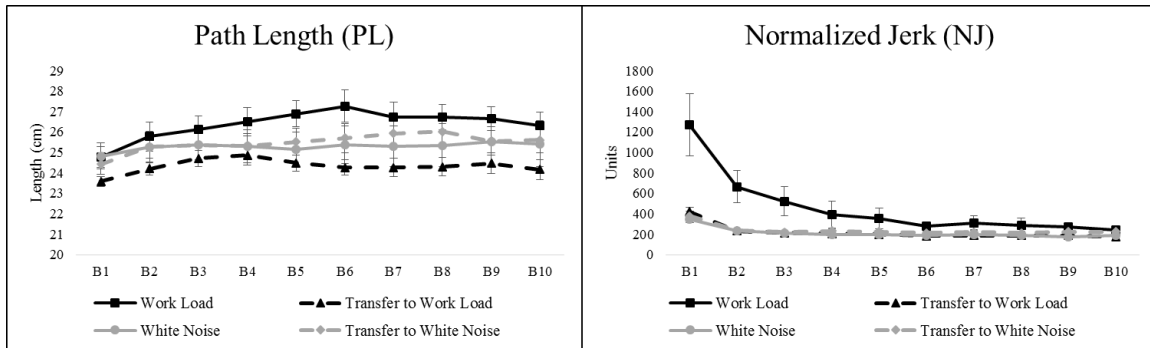 Path Length (PL)
29
28
27
26
25
24
23
22
21
20
Length (cm)
B1 B2 B3 B4 B5 B6 B7 B8 B9 B10
Work Load Transfer to Work Load
White Noise Transfer to White Noise
Normalized Jerk (NJ)
1800
1600
1400
1200
1000
800
600
400
200
0
Units
B1 B2 B3 B4 B5 B6 B7 B8 B9 B10
Work Load Transfer to Work Load
White Noise Transfer to White Noise